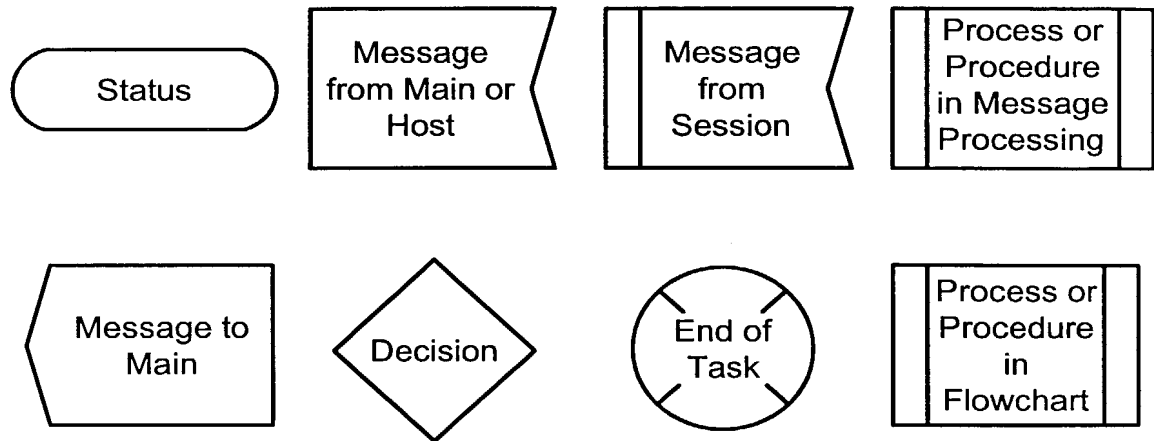 Status
Message
from Main or
Host
Message
from
Session
Process or
Procedure
in Message
Processing
Message to
Main
Decision
End of
Task
Process or
Procedure
in
Flowchart